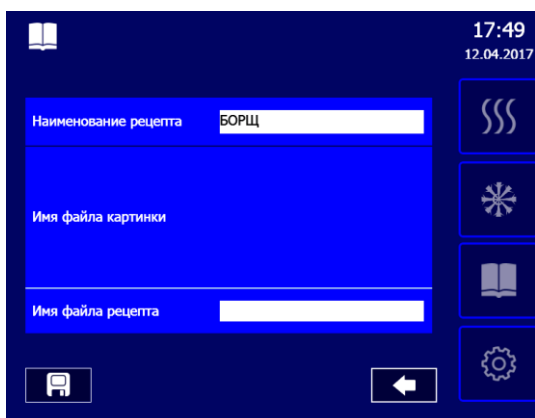 17:49
12.04.2017
Наименование рецепта БОРЩ
Имя файла картинки
Имя файла рецепта